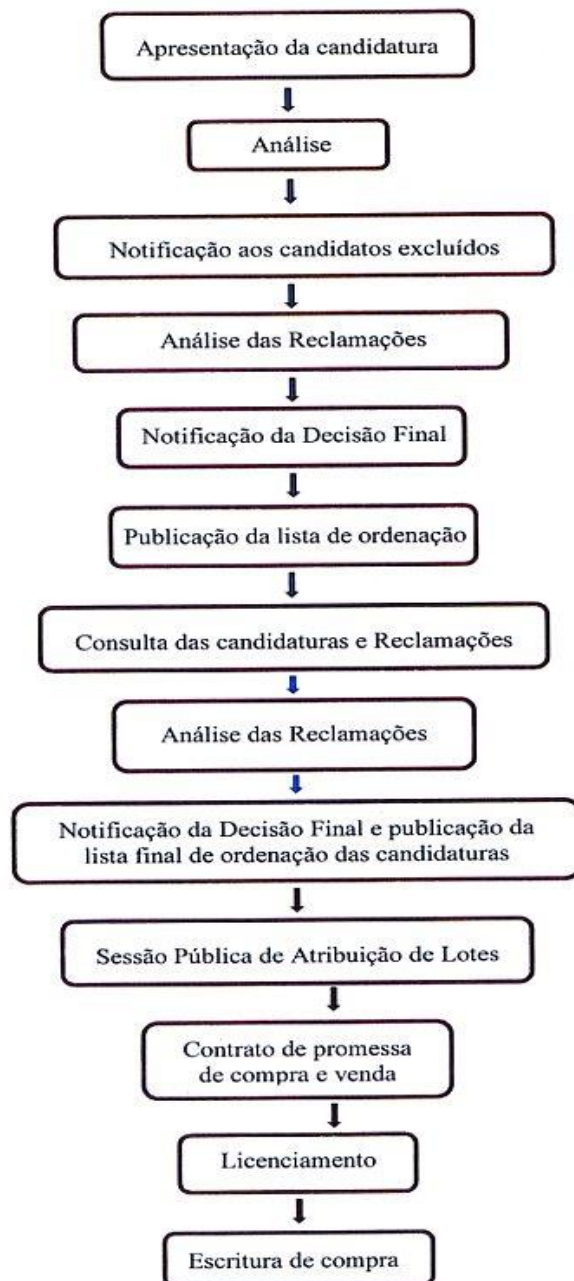 Apresentação da candidatura
Análise
Notificação aos candidatos excluídos
Análise das Reclamações
Notificação da Decisão Final
Publicação da lista de ordenação
Consulta das candidaturas e Reclamações
Análise das Reclamações
Notificação da Decisão Final e publicação da
lista final de ordenação das candidaturas
Sessão Pública de Atribuição de Lotes
Contrato de promessa
de compra e venda
Licenciamento
Escritura de compra